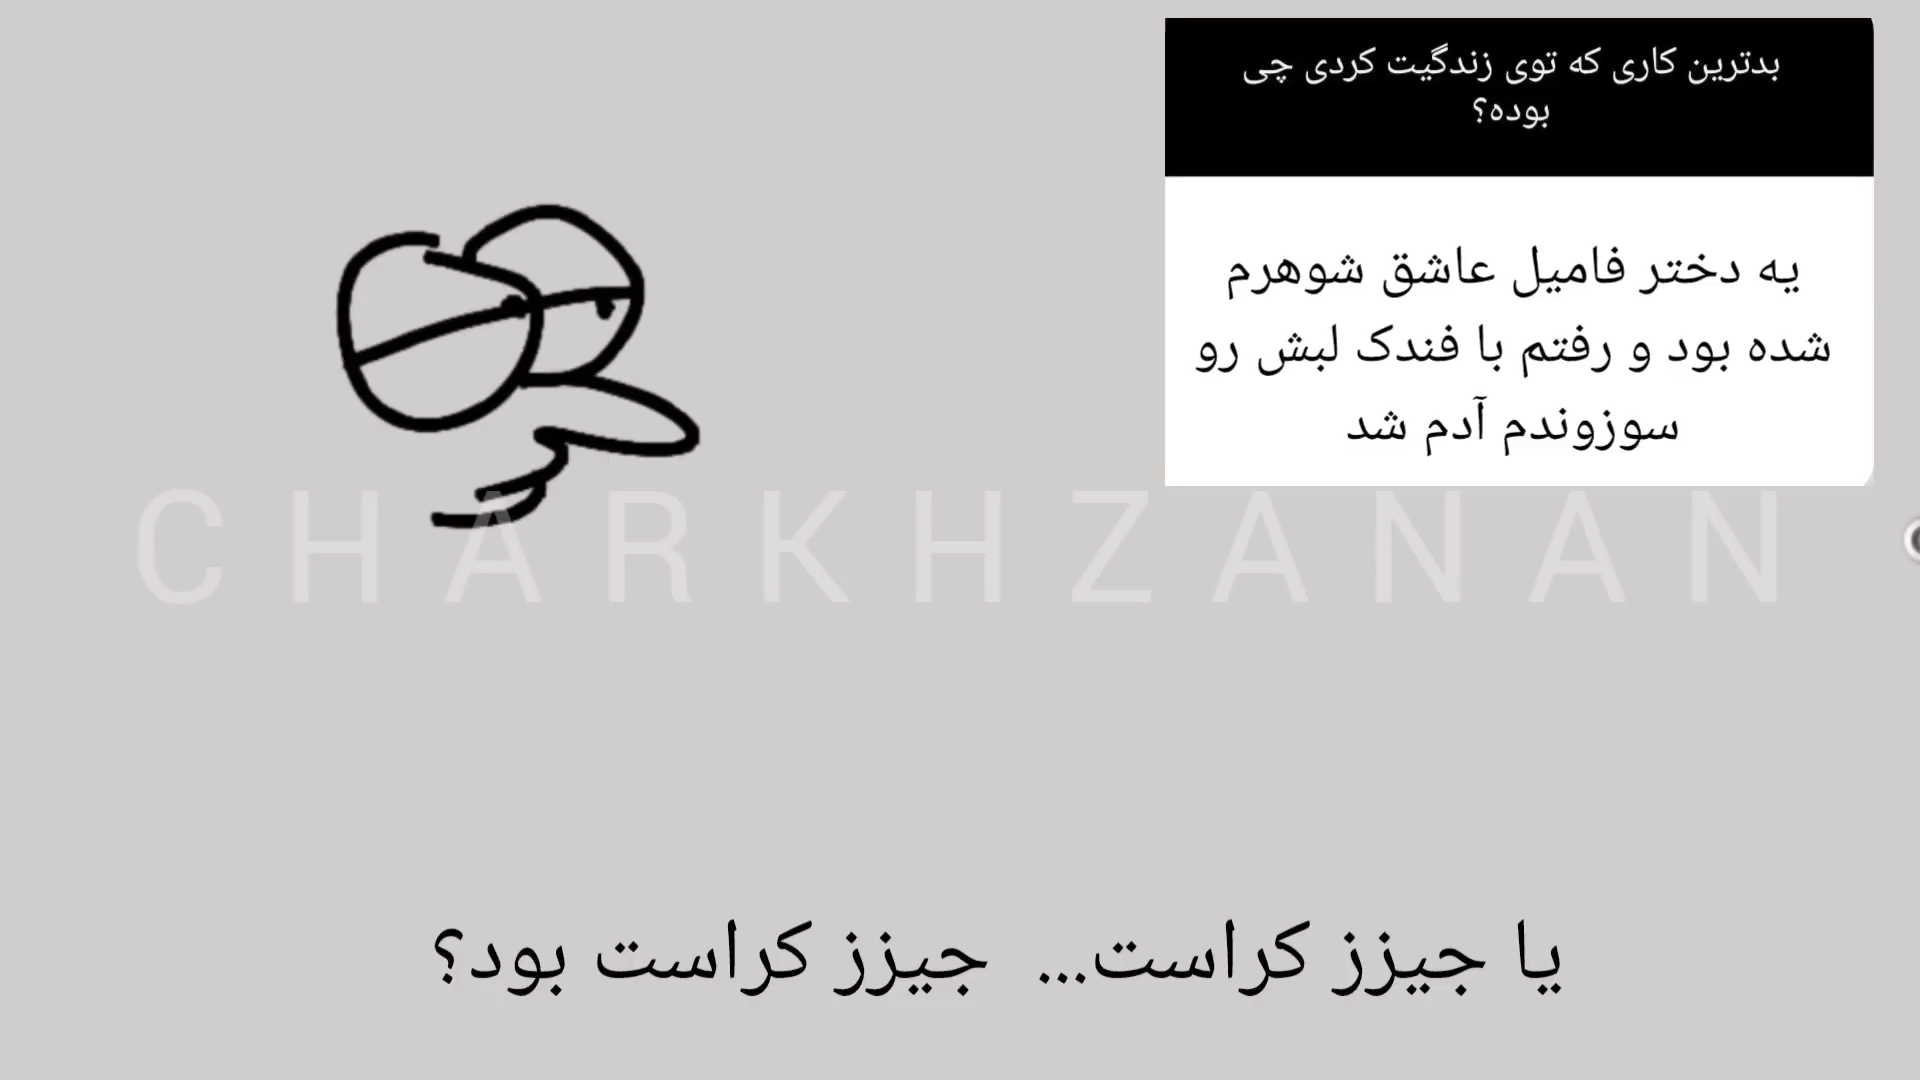 بدترین کاری که توی زندگیت کردی چی
بوده؟
یه دختر فامیل عاشق شوهرم
شده بود و رفتم با فندک لبش رو
سوزوندم آدم شد
CHARKHZANAN
یا جیزز کراست... جیزز کراست بود؟